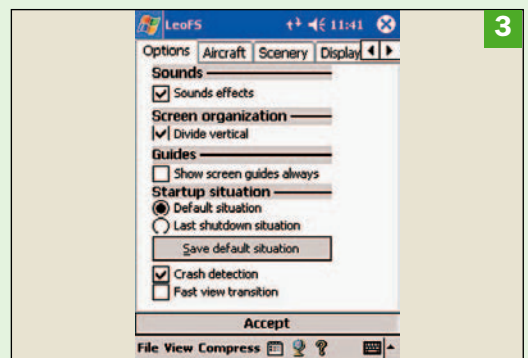 LeoFS 11:41
3
Options Aircraft Scenery Display
Sounds
Sounds effects
Screen organization
Divide vertical
Guides
Show screen guides always
Startup situation
Default situation
Last shutdown situation
Save default situation
Crash detection
Fast view transition
Accept
File View Compress